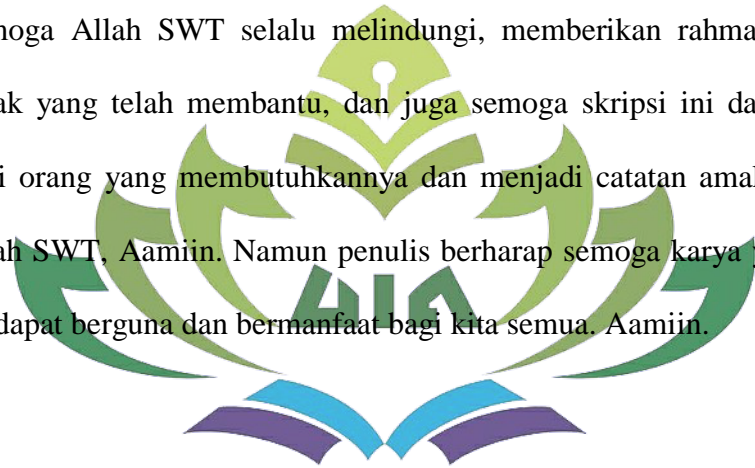 moga Allah SWT selalu melindungi, memberikan rahma
ak yang telah membantu, dan juga semoga skripsi ini da
i orang yang membutuhkannya dan menjadi catatan amal
ah SWT, Aamiin. Namun penulis berharap semoga karya y
dapat berguna dan bermanfaat bagi kita semua. Aamiin.